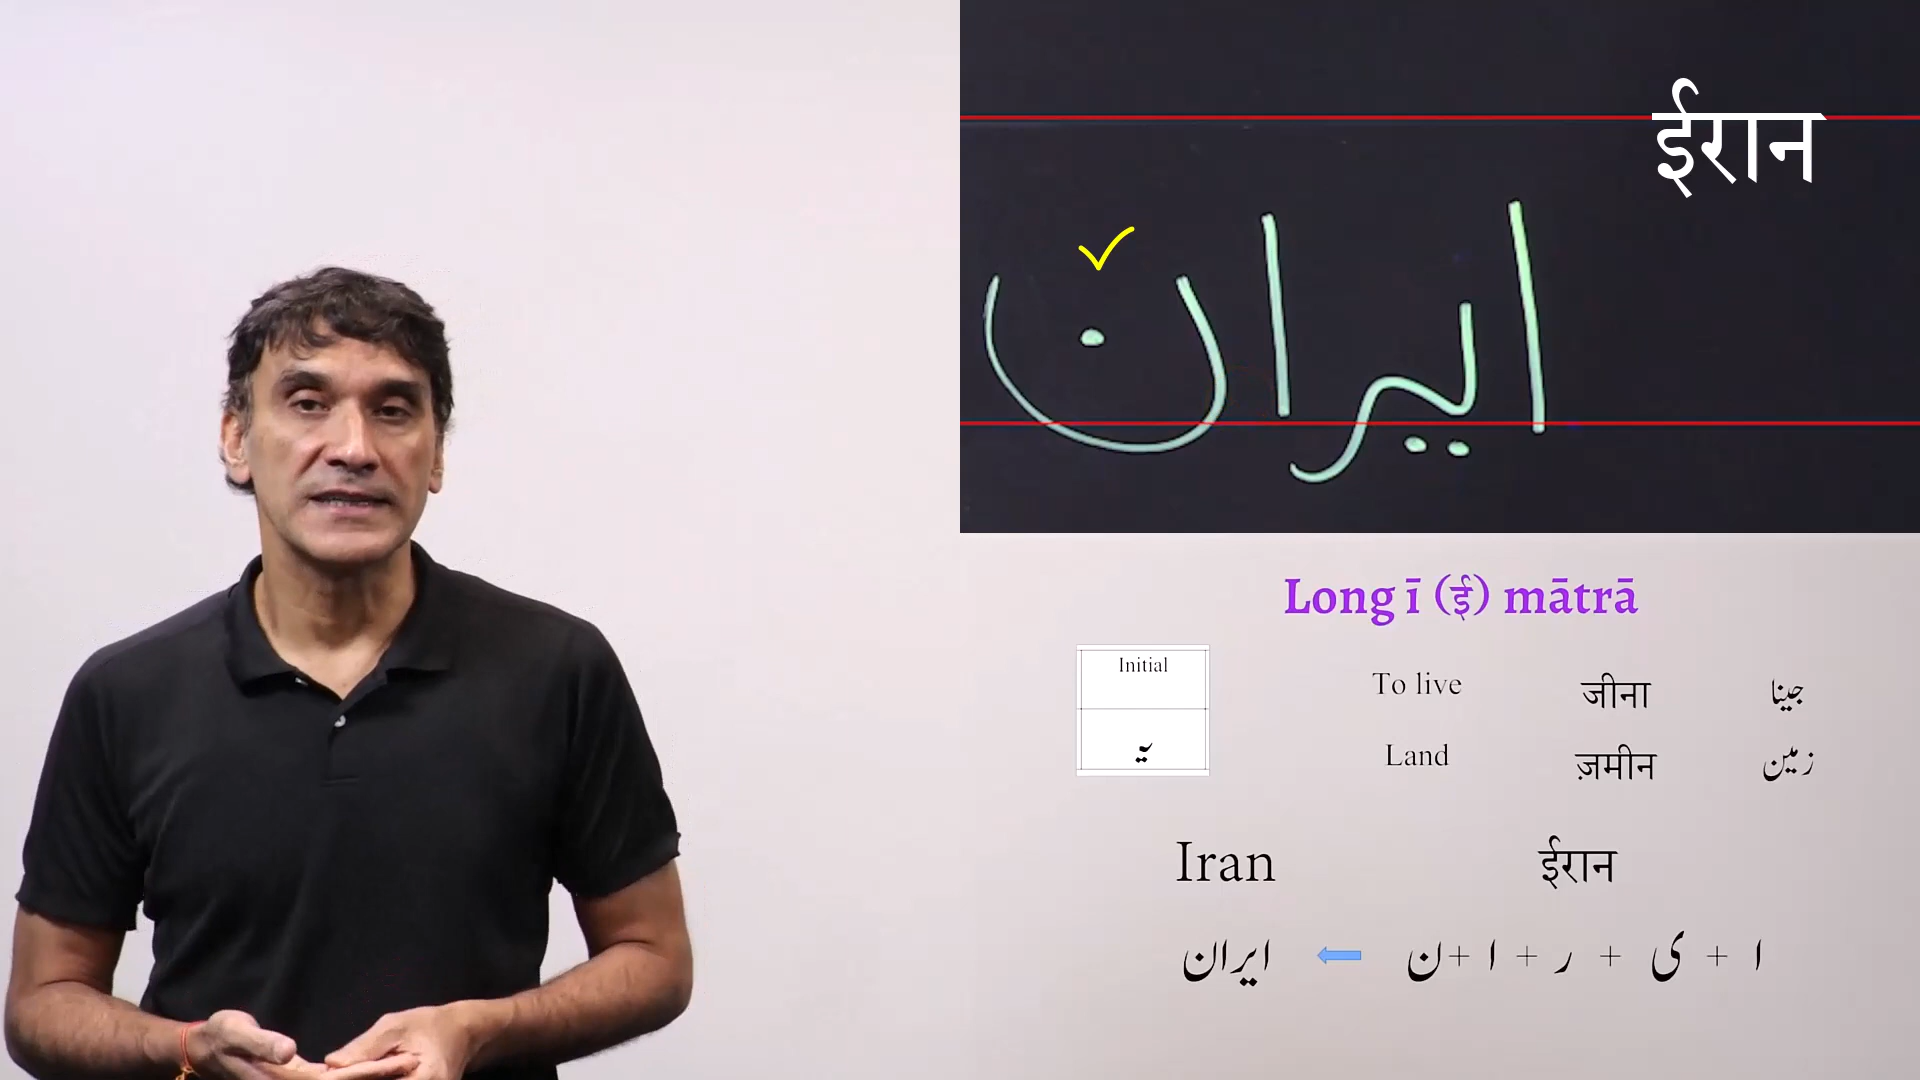 ईरान
ایران
Long ī (ई) mātrā
Initial
یـ
To live जीना جینا
Land ज़मीन زمین
Iran ईरान
ا + ی + ر + ا + ن ← ایران